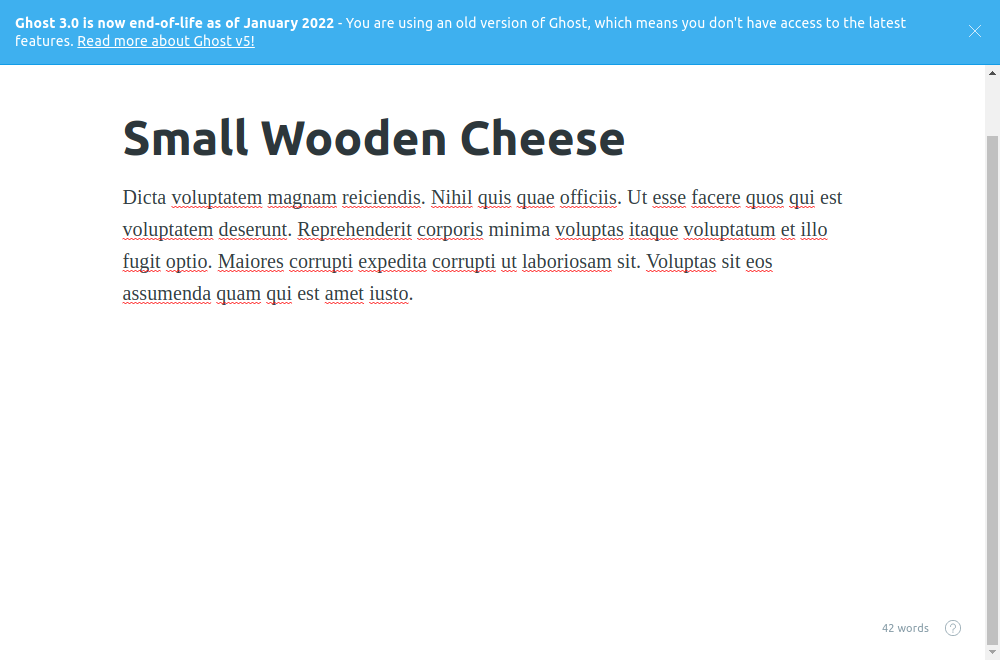 Ghost 3.0 is now end-of-life as of January 2022 - You are using an old version of Ghost, which means you don't have access to the latest
features. Read more about Ghost v5!
Small Wooden Cheese
Dicta voluptatem magnam reiciendis. Nihil quis quae officiis. Ut esse facere quos qui est
voluptatem deserunt. Reprehenderit corporis minima voluptas itaque voluptatum et illo
fugit optio. Maiores corrupti expedita corrupti ut laboriosam sit. Voluptas sit eos
assumenda quam qui est amet iusto.
42 words ?